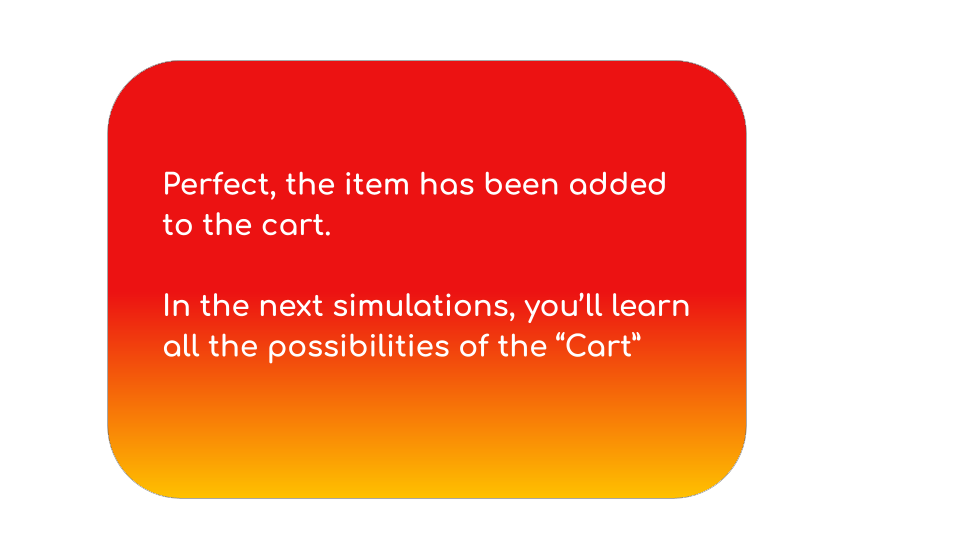 Perfect, the item has been added
to the cart.
In the next simulations, you’ll learn
all the possibilities of the “Cart”